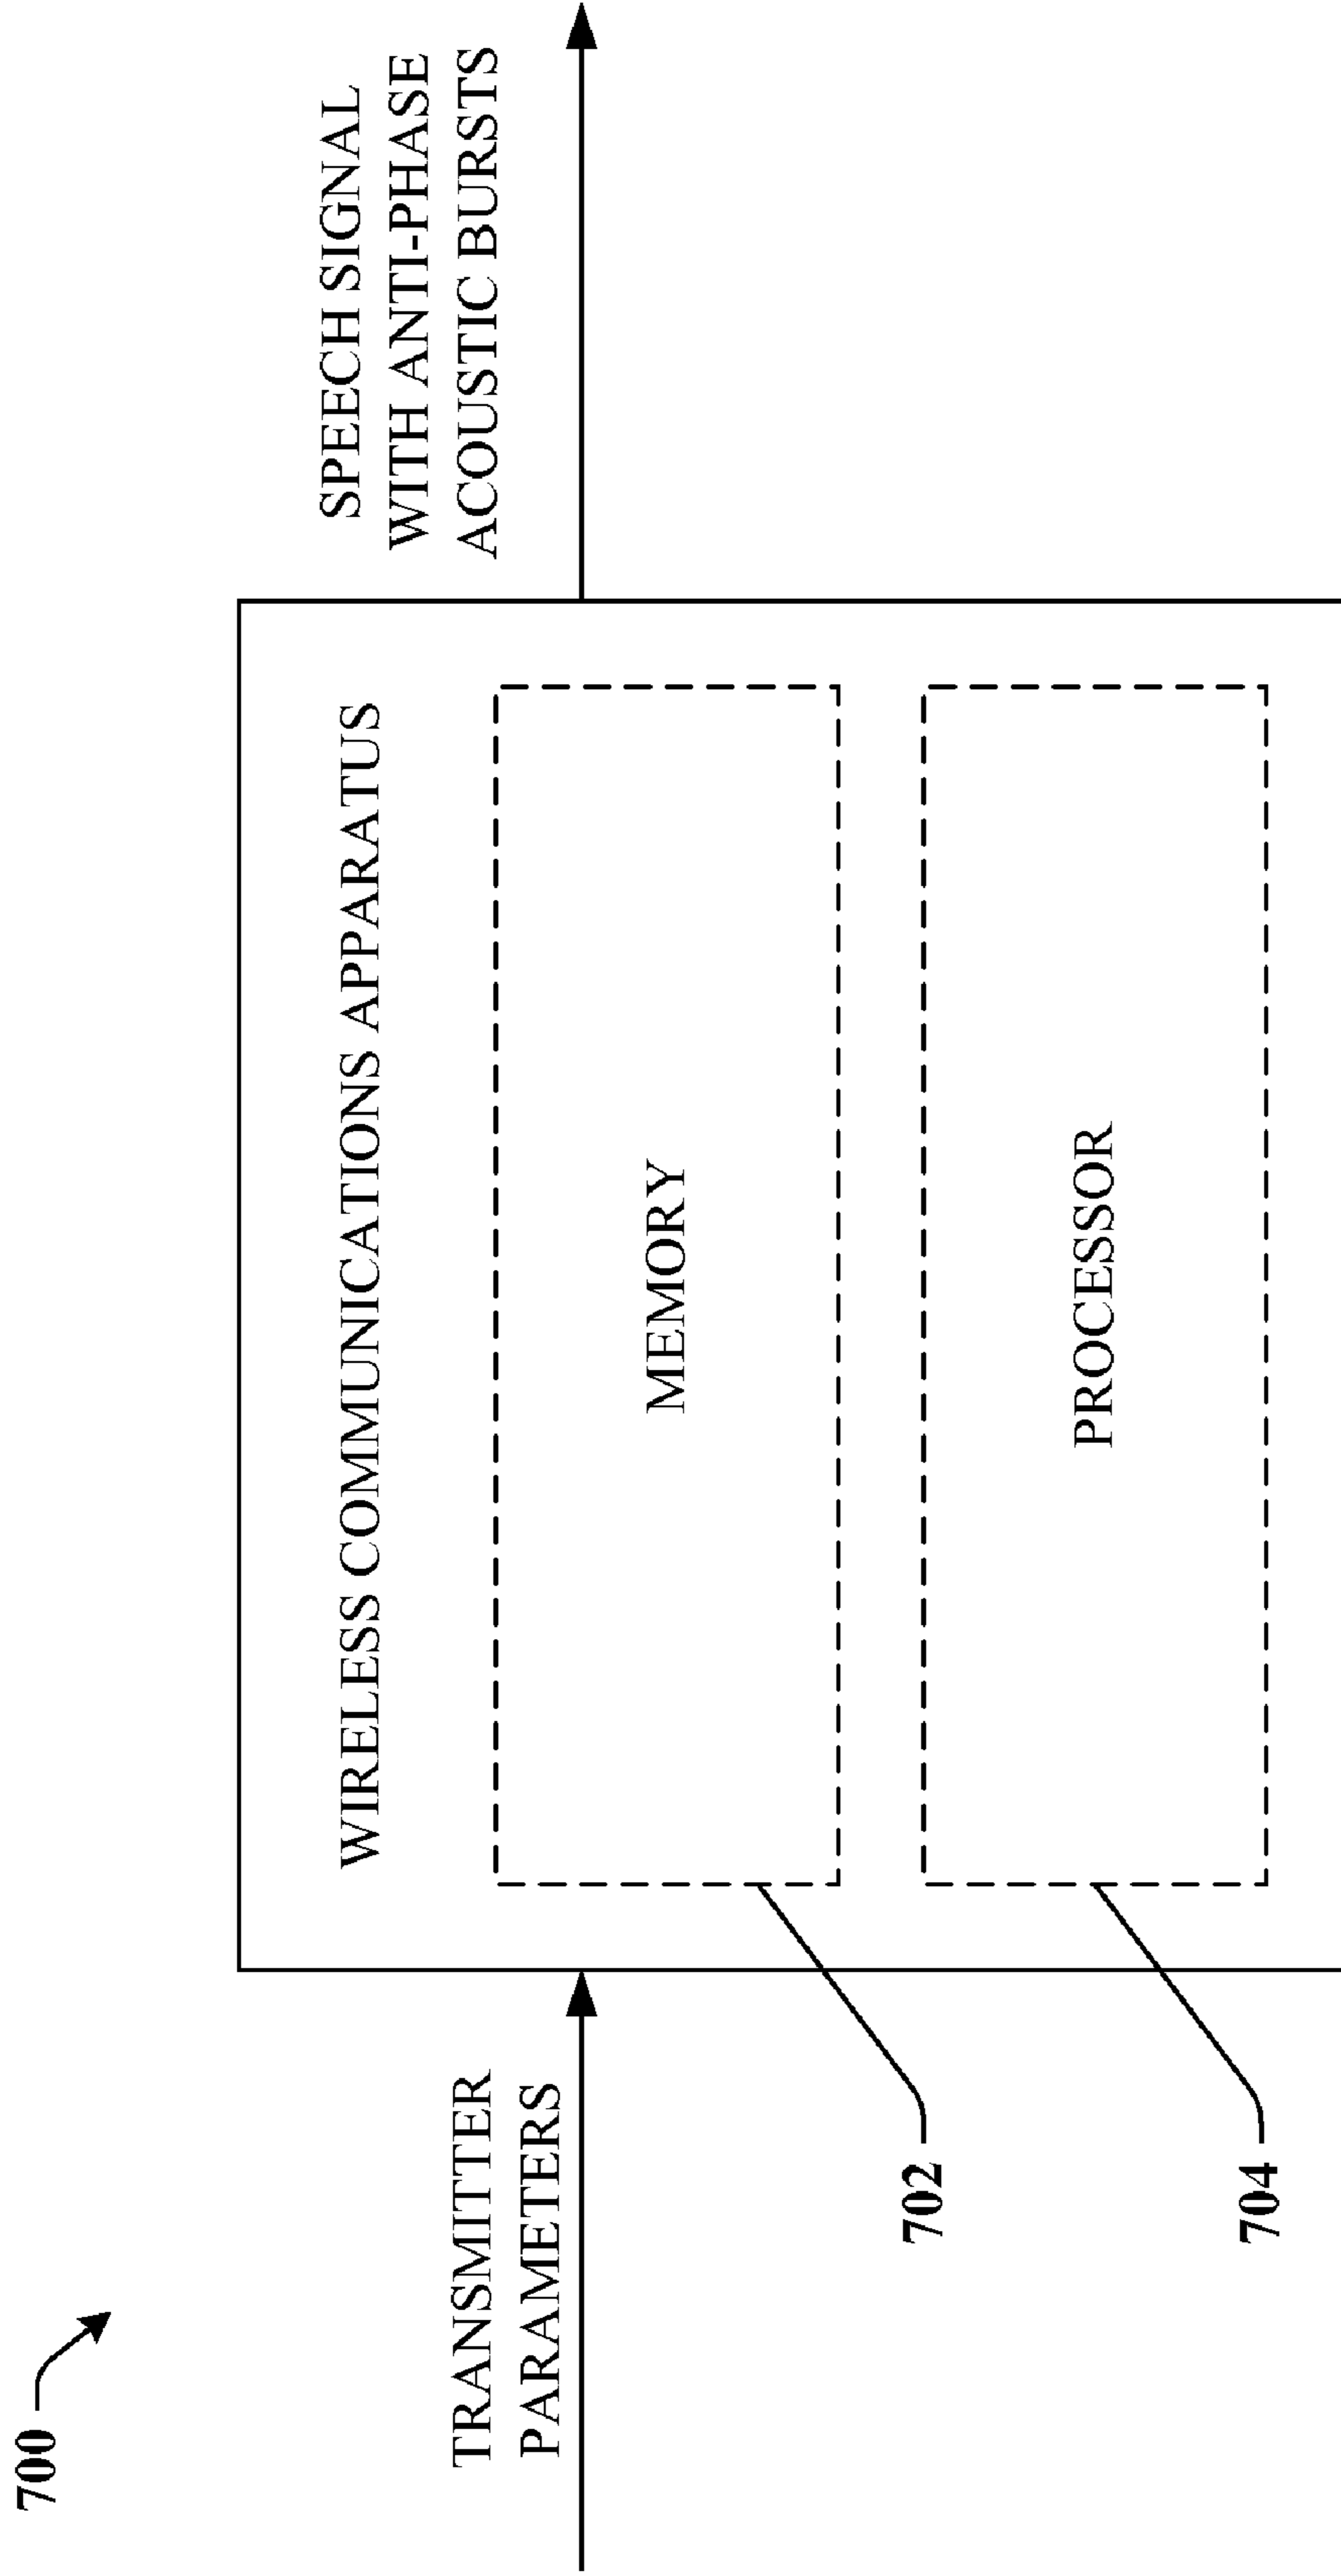 700
TRANSMITTER
PARAMETERS
WIRELESS COMMUNICATIONS APPARATUS
MEMORY
PROCESSOR
702
704
SPEECH SIGNAL
WITH ANTI-PHASE
ACOUSTIC BURSTS